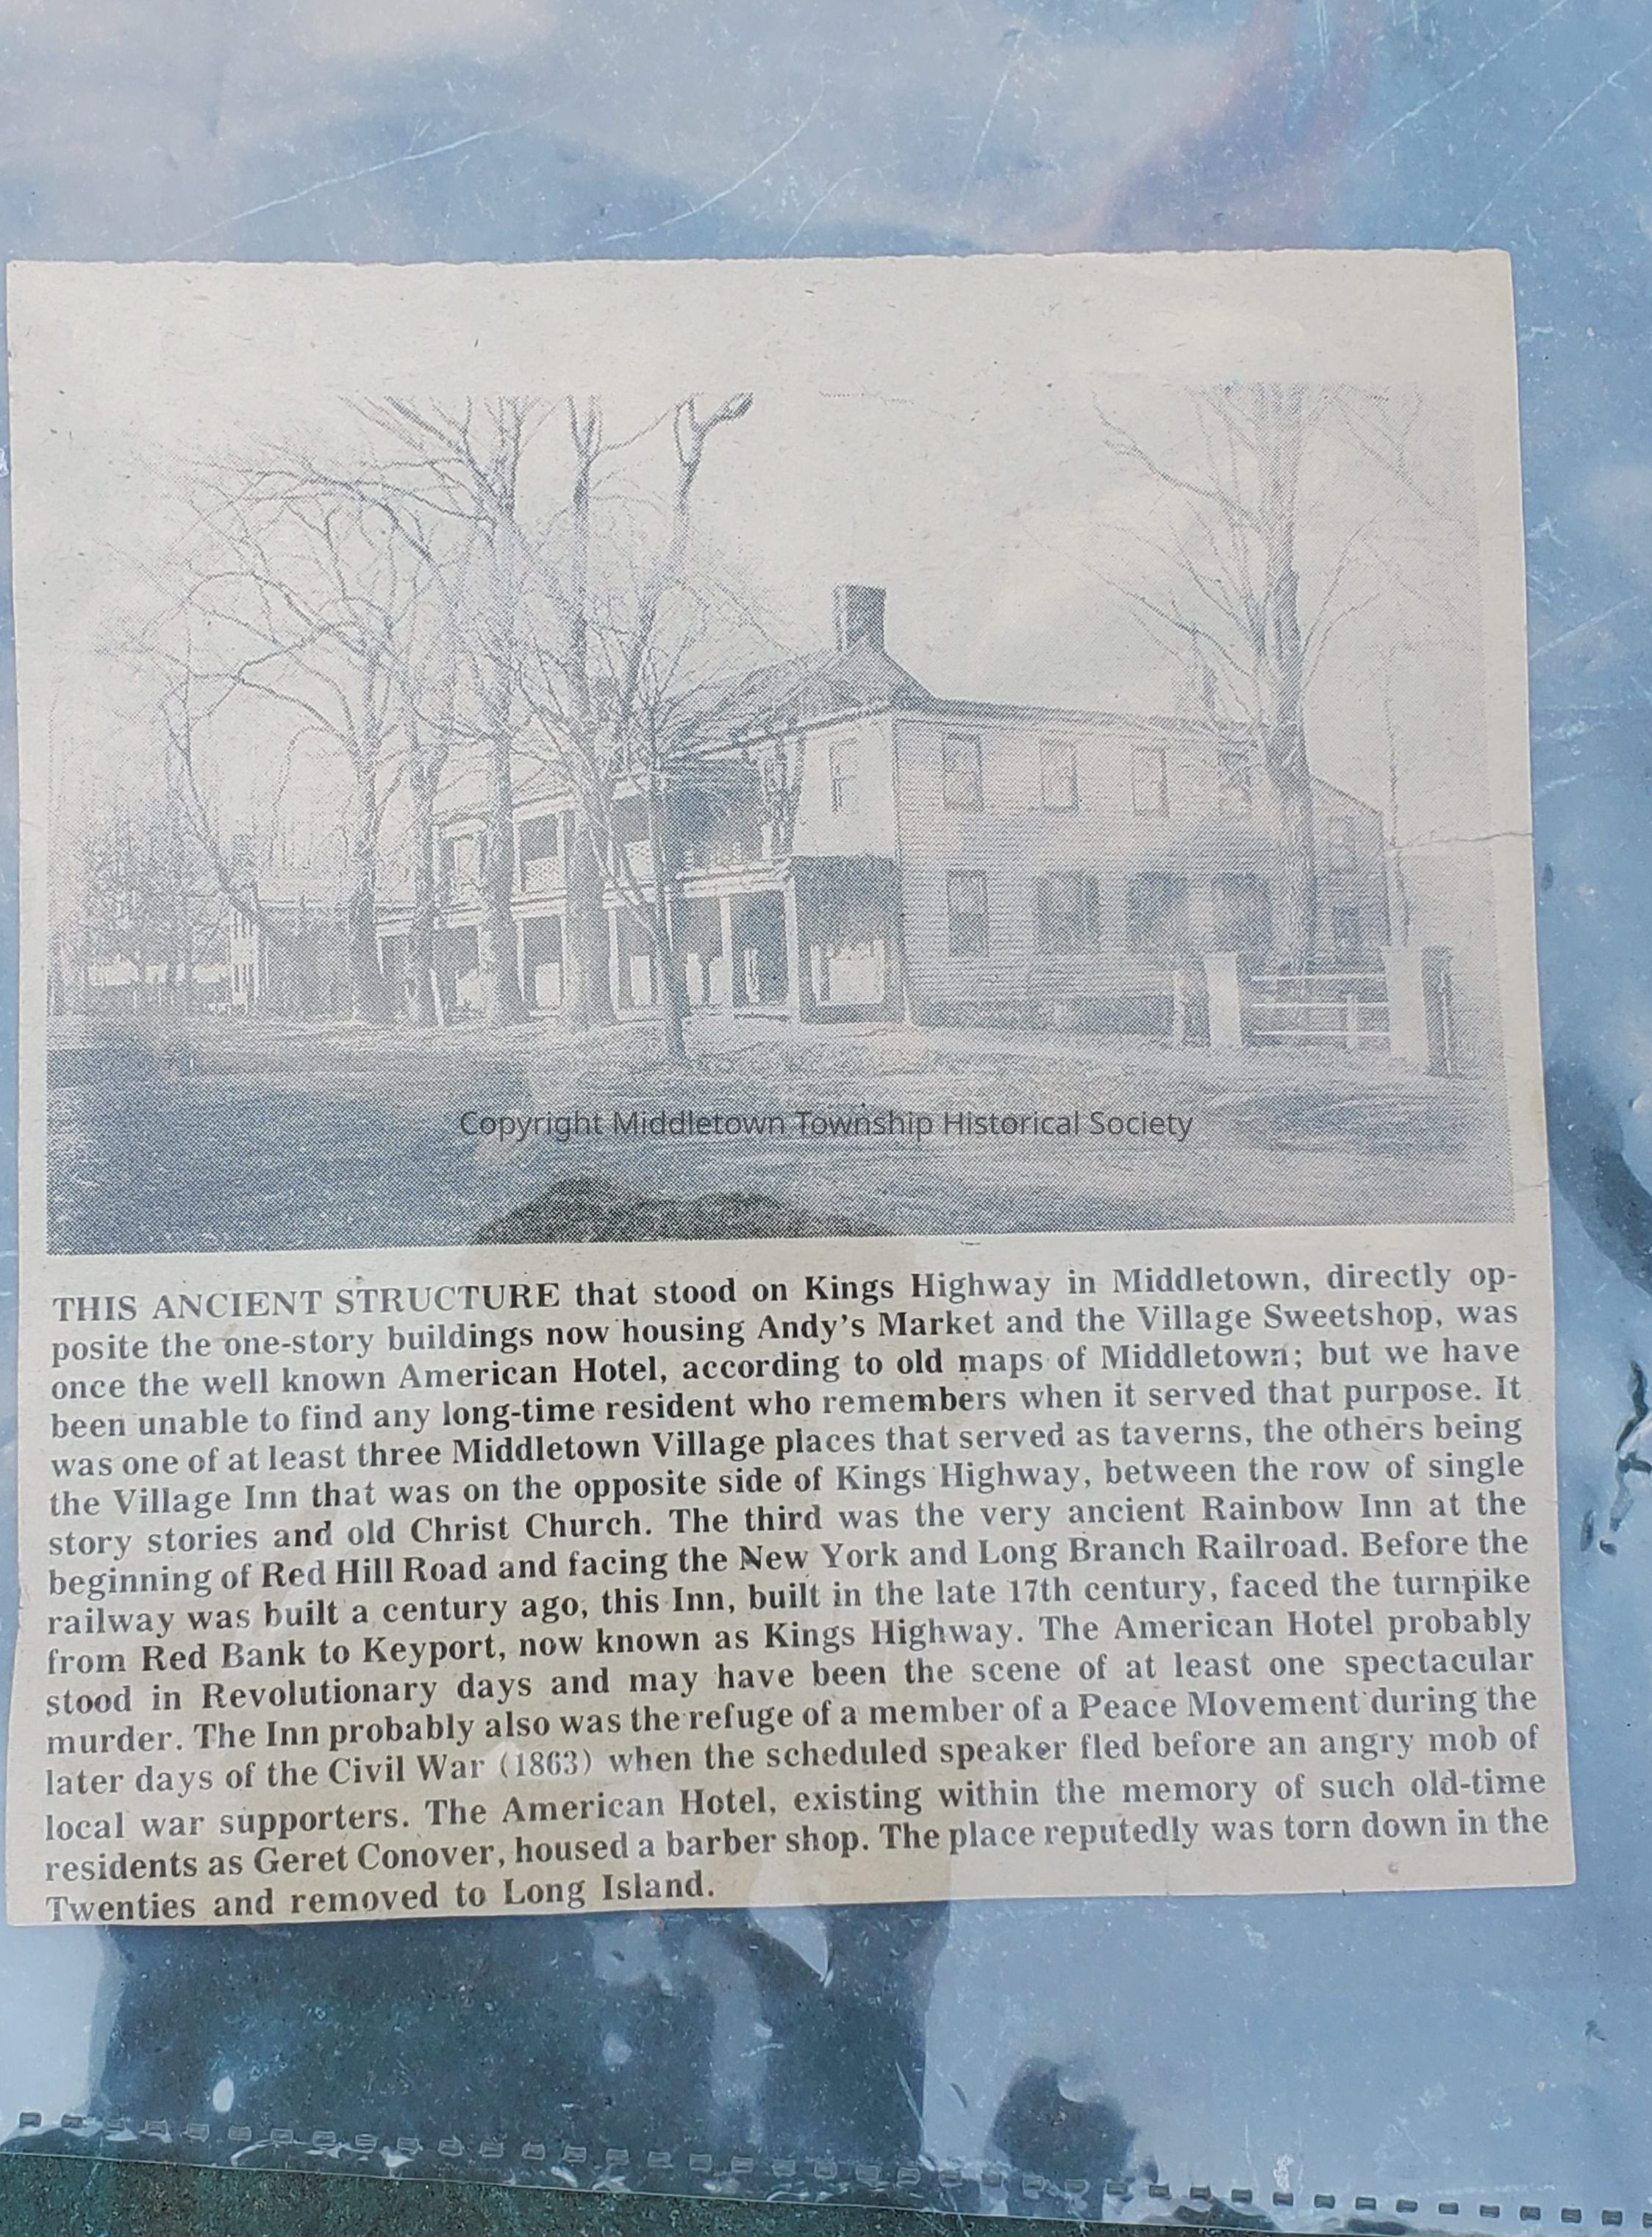 Copyright Middletown Township Historical Society
THIS ANCIENT STRUCTURE that stood on Kings Highway in Middletown, directly op-
posite the one-story buildings now housing Andy's Market and the Village Sweetshop, was
once the well known American Hotel, according to old maps of Middletown; but we have
been unable to find any long-time resident who remembers when it served that purpose. It
was one of at least three Middletown Village places that served as taverns, the others being
the Village Inn that was on the opposite side of Kings Highway, between the row of single
story stories and old Christ Church. The third was the very ancient Rainbow Inn at the
beginning of Red Hill Road and facing the New York and Long Branch Railroad. Before the
railway was built a century ago, this Inn, built in the late 17th century, faced the turnpike
from Red Bank to Keyport, now known as Kings Highway. The American Hotel probably
stood in Revolutionary days and may have been the scene of at least one spectacular
murder. The Inn probably also was the refuge of a member of a Peace Movement during the
later days of the Civil War (1863) when the scheduled speaker fled before an angry mob of
local war supporters. The American Hotel, existing within the memory of such old-time
residents as Geret Conover, housed a barber shop. The place reputedly was torn down in the
Twenties and removed to Long Island.